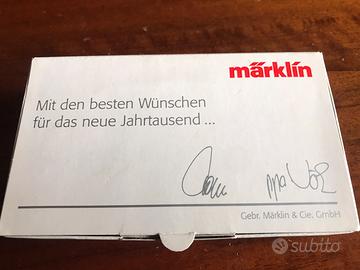 märklin
Mit den besten Wünschen
für das neue Jahrtausend ...
Gebr. Märklin & Cie. GmbH
subito